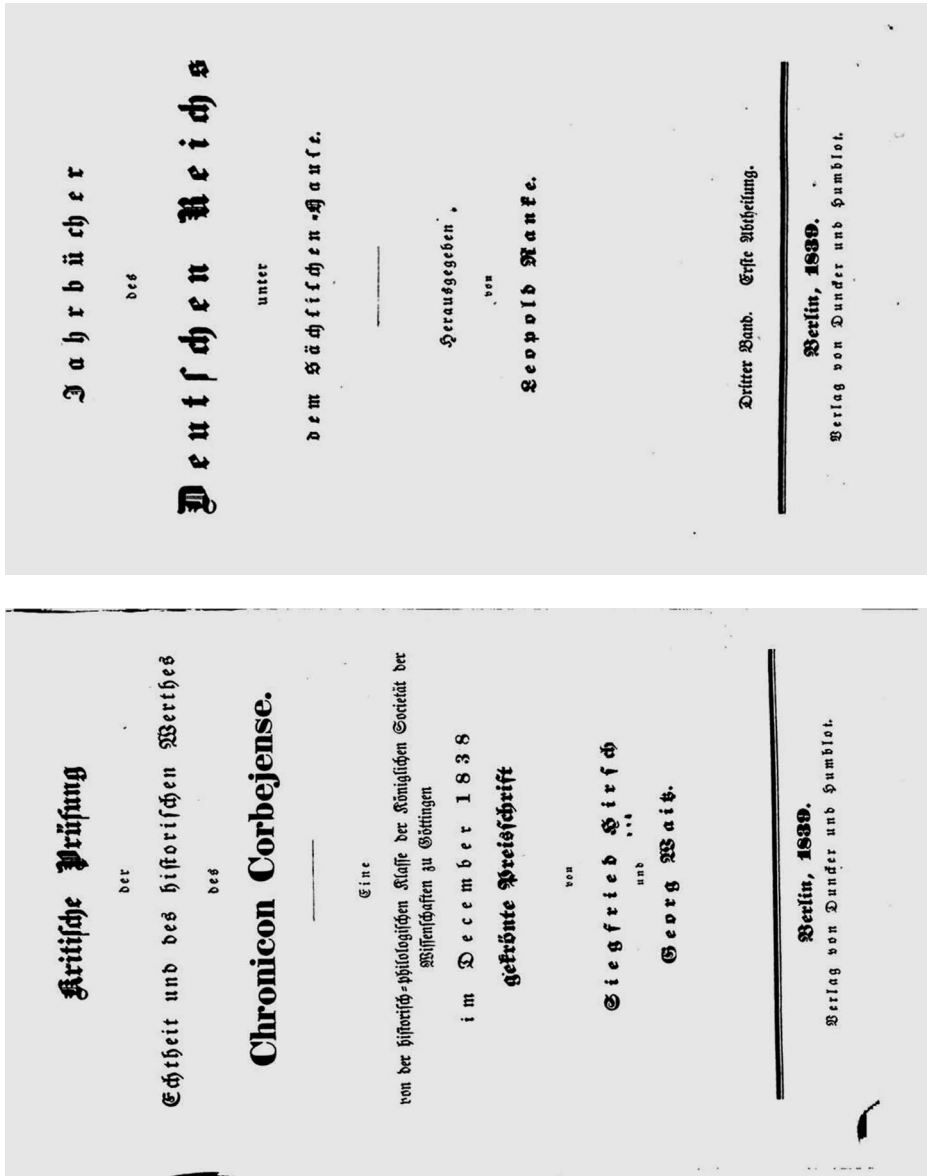 Jahrbücher
des
Deutschen Reichs
unter
dem Sächsischen-Hause.
Herausgegeben
von
Leopold Ranke.
Dritter Band. Erste Abtheilung.
Berlin, 1839.
Verlag von Duncker und Humblot.
Kritische Prüfung
der
Echtheit und des historischen Werthes
des
Chronicon Corbejense.
Eine
von der historisch-philologischen Klasse der Königlichen Societät der
Wissenschaften zu Göttingen
im December 1838
gekrönte Preisschrift
von
Siegfried Hirsch
und
Georg Waitz.
Berlin, 1839.
Verlag von Duncker und Humblot.